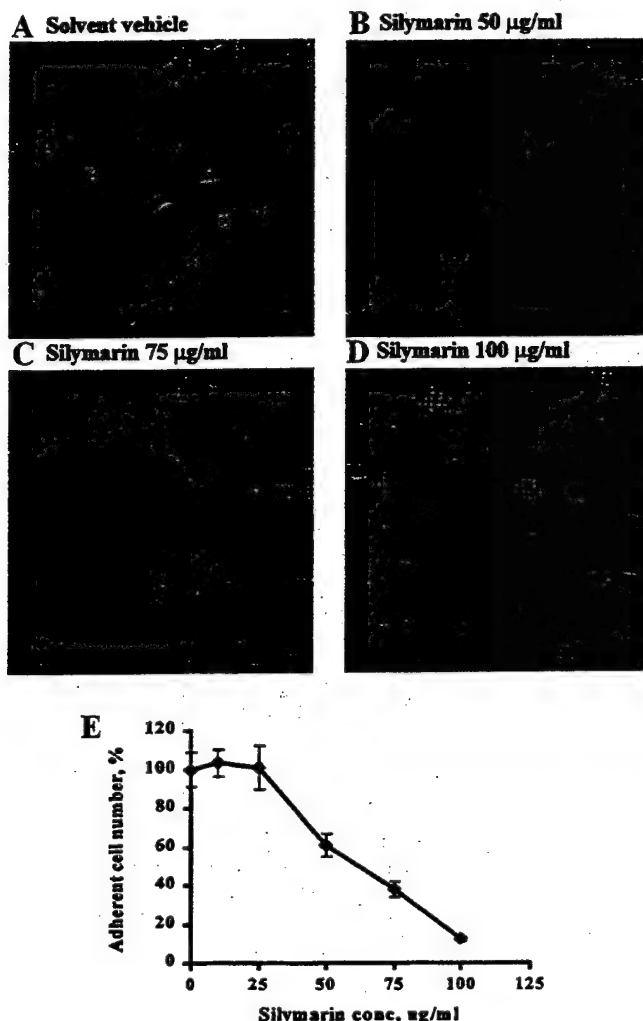 A Solvent vehicle
B Silymarin 50 µg/ml
C Silymarin 75 µg/ml
D Silymarin 100 µg/ml
E
Adherent cell number, %
120
100
80
60
40
20
0
0 25 50 75 100 125
Silymarin conc, µg/ml